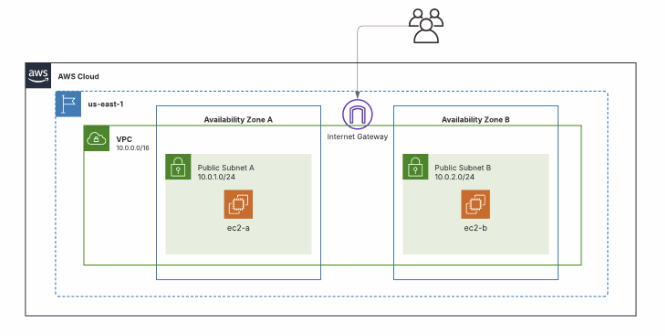 aws
AWS Cloud
us-east-1
Availability Zone A
Availability Zone B
Internet Gateway
VPC
10.0.0.0/16
Public Subnet A
10.0.1.0/24
ec2-a
Public Subnet B
10.0.2.0/24
ec2-b